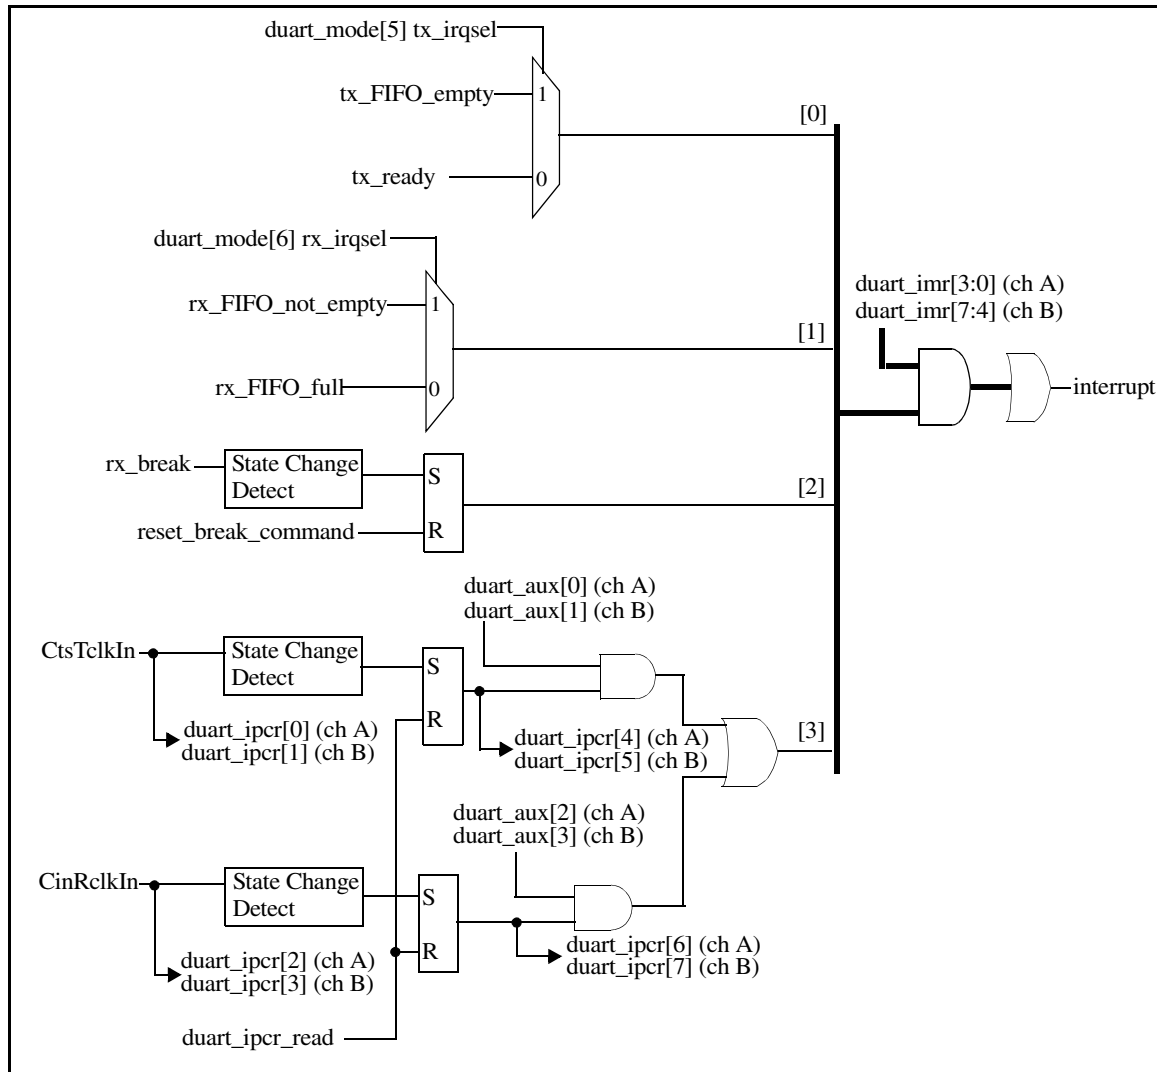 duart_mode[5] tx_irqsel
tx_FIFO_empty
1
[0]
tx_ready
0
duart_mode[6] rx_irqsel
rx_FIFO_not_empty
1
[1]
rx_FIFO_full
0
duart_imr[3:0] (ch A)
duart_imr[7:4] (ch B)
interrupt
rx_break
State Change
Detect
S
[2]
reset_break_command
R
duart_aux[0] (ch A)
duart_aux[1] (ch B)
CtsTclkIn
State Change
Detect
S
R
duart_ipcr[0] (ch A)
duart_ipcr[1] (ch B)
duart_ipcr[4] (ch A)
duart_ipcr[5] (ch B)
[3]
duart_aux[2] (ch A)
duart_aux[3] (ch B)
CinRclkIn
State Change
Detect
S
R
duart_ipcr[2] (ch A)
duart_ipcr[3] (ch B)
duart_ipcr[6] (ch A)
duart_ipcr[7] (ch B)
duart_ipcr_read